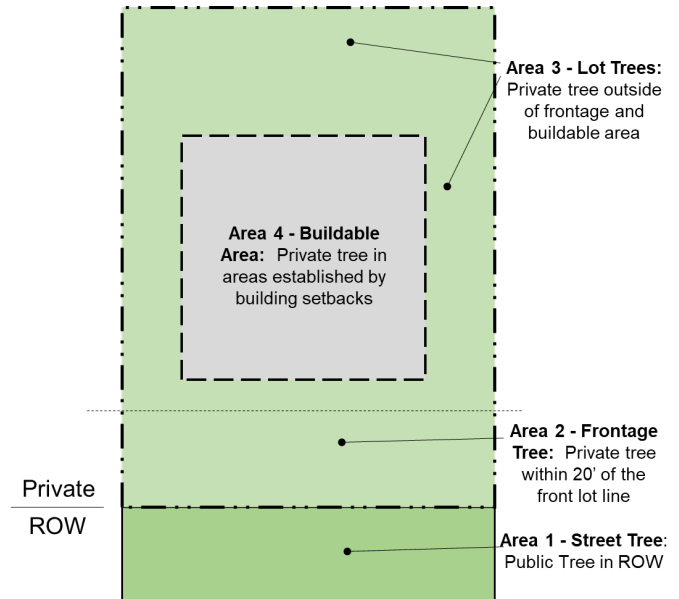 Area 3 - Lot Trees:
Private tree outside
of frontage and
buildable area
Area 4 - Buildable
Area: Private tree in
areas established by
building setbacks
Area 2 - Frontage
Tree: Private tree
within 20' of the
front lot line
Private
ROW
Area 1 - Street Tree:
Public Tree in ROW